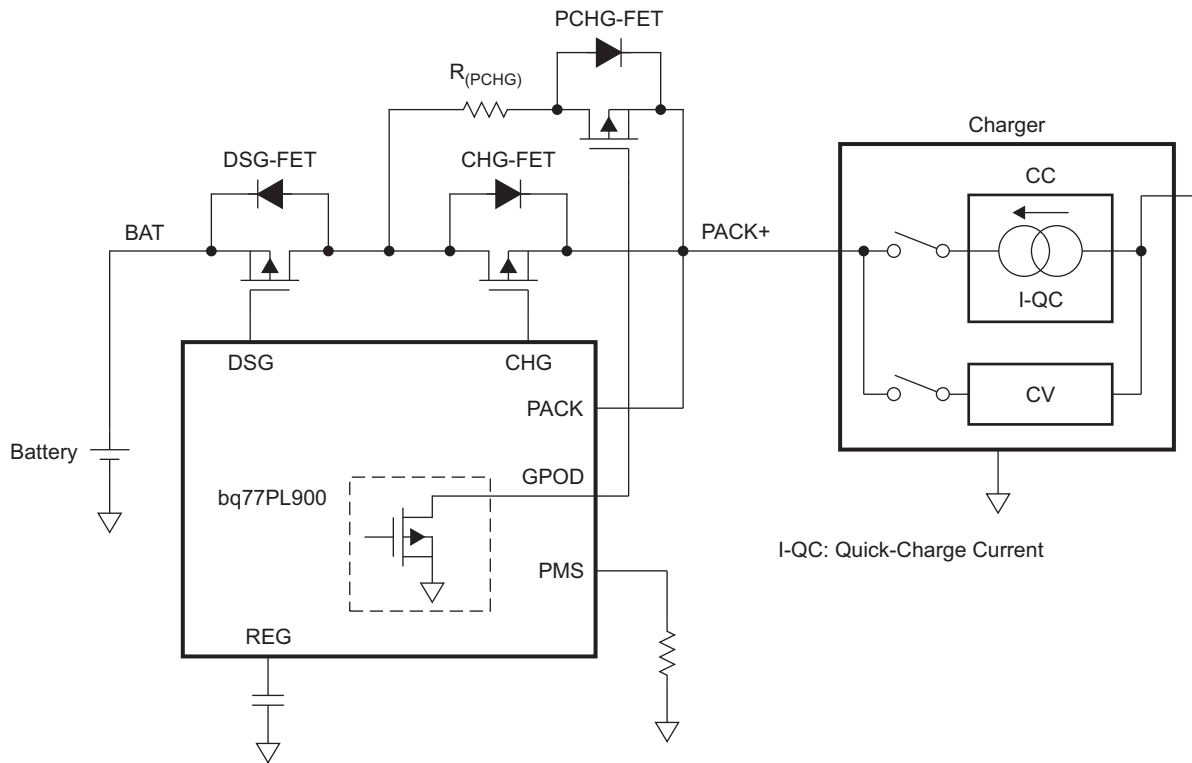 PCHG-FET
R(PCHG)
Charger
DSG-FET
CHG-FET
CC
BAT
PACK+
I-QC
DSG
CHG
CV
PACK
Battery
GPOD
bq77PL900
I-QC: Quick-Charge Current
PMS
REG